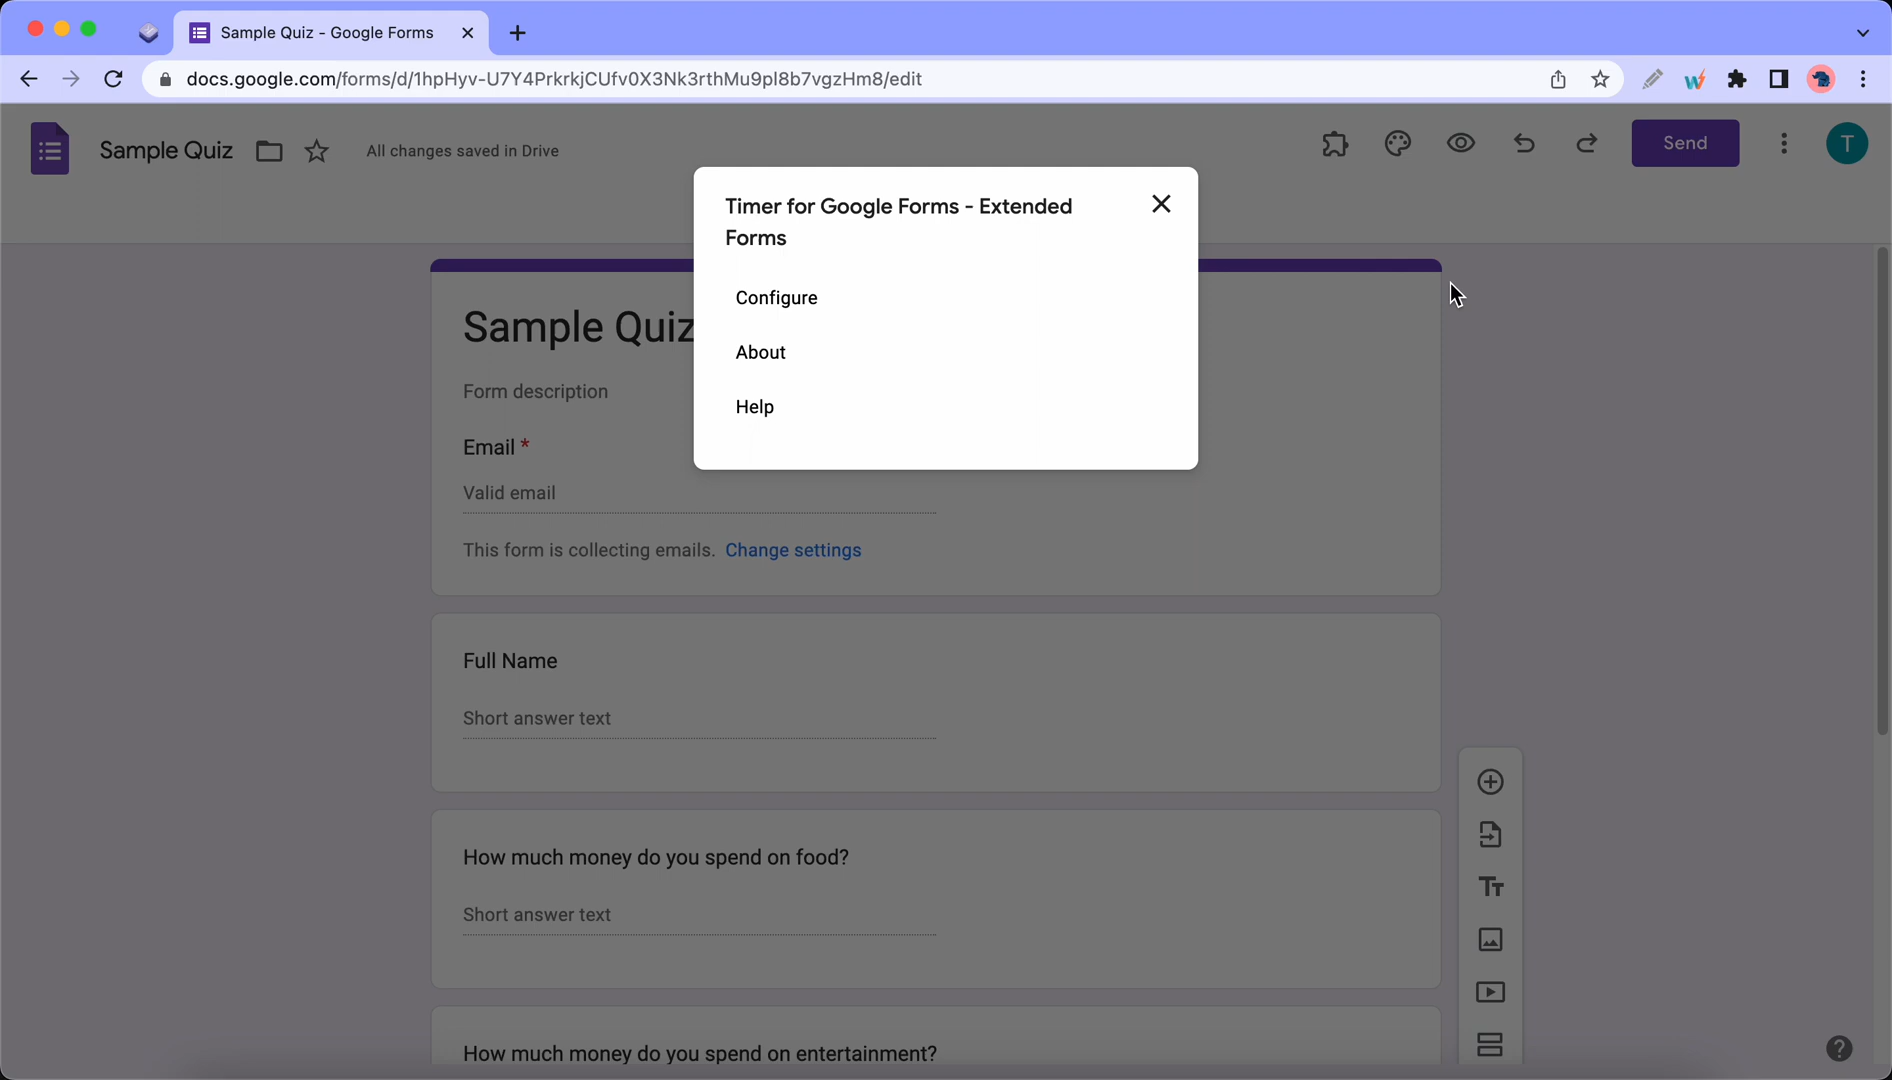 Sample Quiz - Google Forms
docs.google.com/forms/d/1hpHyv-U7Y4PrkrkjCUfv0X3Nk3rthMu9pI8b7vgzHm8/edit
Sample Quiz
All changes saved in Drive
Send
T
Timer for Google Forms - Extended
Forms
Configure
About
Help
Sample Quiz
Form description
Email *
Valid email
This form is collecting emails. Change settings
Full Name
Short answer text
How much money do you spend on food?
Short answer text
How much money do you spend on entertainment?